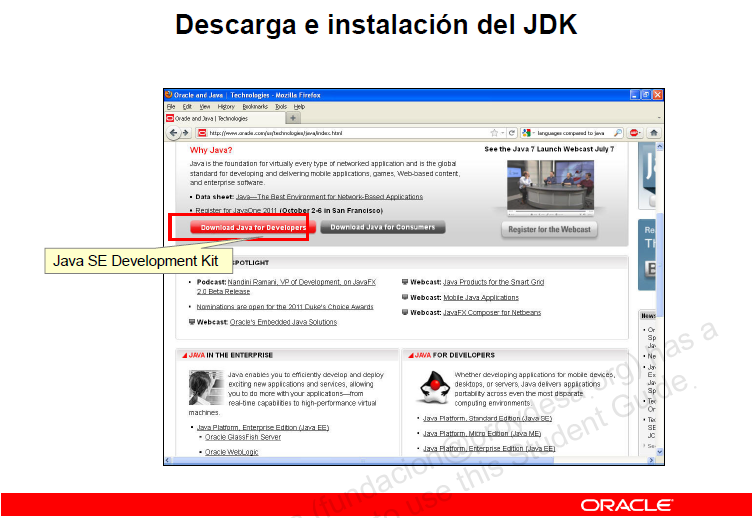 Descarga e instalación del JDK
Oracle and Java | Technologies - Mozilla Firefox
File Edit View History Bookmarks Tools Help
Oracle and Java | Technologies
http://www.oracle.com/us/technologies/java/index.html
languages compared to java
Why Java?
Java is the foundation for virtually every type of networked application and is the global
standard for developing and delivering mobile applications, games, Web-based content,
and enterprise software.
• Data sheet: Java—The Best Environment for Network-Based Applications
• Register for JavaOne 2011 (October 2-6 in San Francisco)
Download Java for Developers
Download Java for Consumers
See the Java 7 Launch Webcast July 7
Register for the Webcast
Java SE Development Kit
SPOTLIGHT
• Podcast: Nandini Ramani, VP of Development, on JavaFX
2.0 Beta Release
• Nominations are open for the 2011 Duke's Choice Awards
Webcast: Oracle's Embedded Java Solutions
Webcast: Java Products for the Smart Grid
Webcast: Mobile Java Applications
Webcast: JavaFX Composer for Netbeans
JAVA IN THE ENTERPRISE
Java enables you to efficiently develop and deploy
exciting new applications and services, allowing
you to do more with your applications—from
real-time capabilities to high-performance virtual
machines.
• Java Platform, Enterprise Edition (Java EE)
• Oracle GlassFish Server
• Oracle WebLogic
JAVA FOR DEVELOPERS
Whether developing applications for mobile devices,
desktops, or servers, Java delivers applications
portability across even the most disparate
computing environments.
• Java Platform, Standard Edition (Java SE)
• Java Platform, Micro Edition (Java ME)
• Java Platform, Enterprise Edition (Java EE)
(fundacion@proydesa.org) has a
to use this Student Guide.
ORACLE